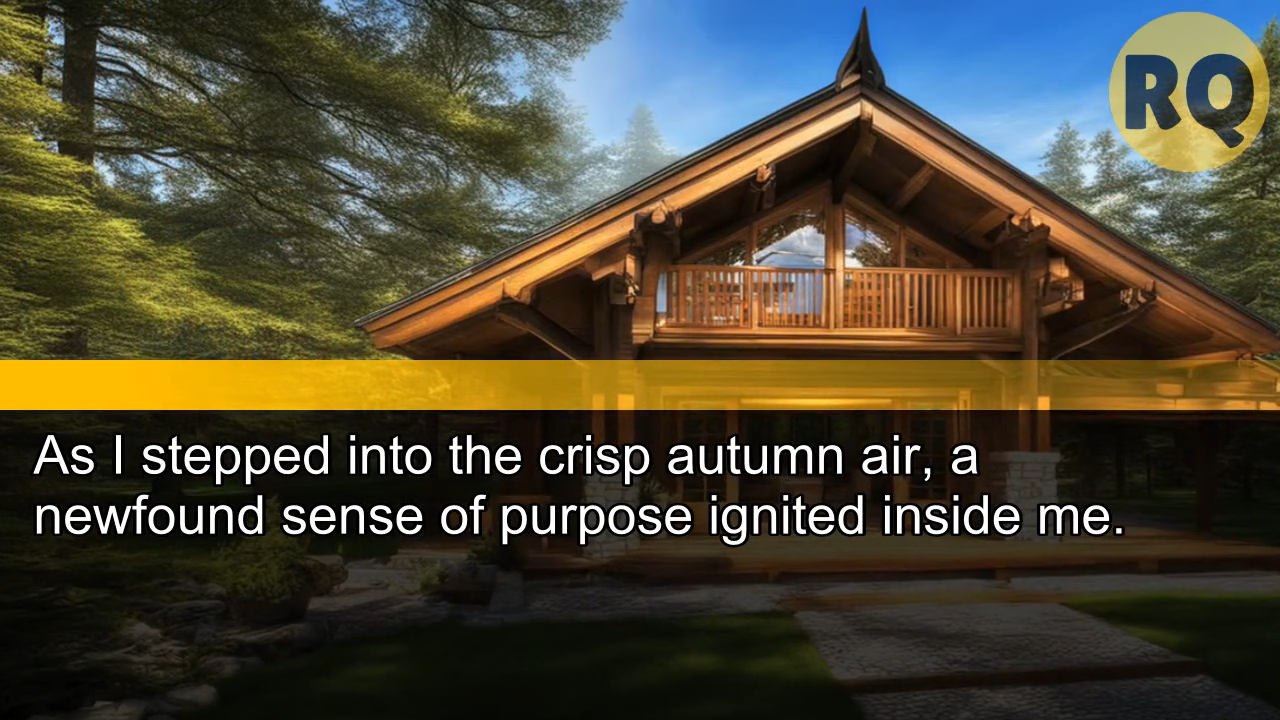 RQ
As I stepped into the crisp autumn air, a
newfound sense of purpose ignited inside me.